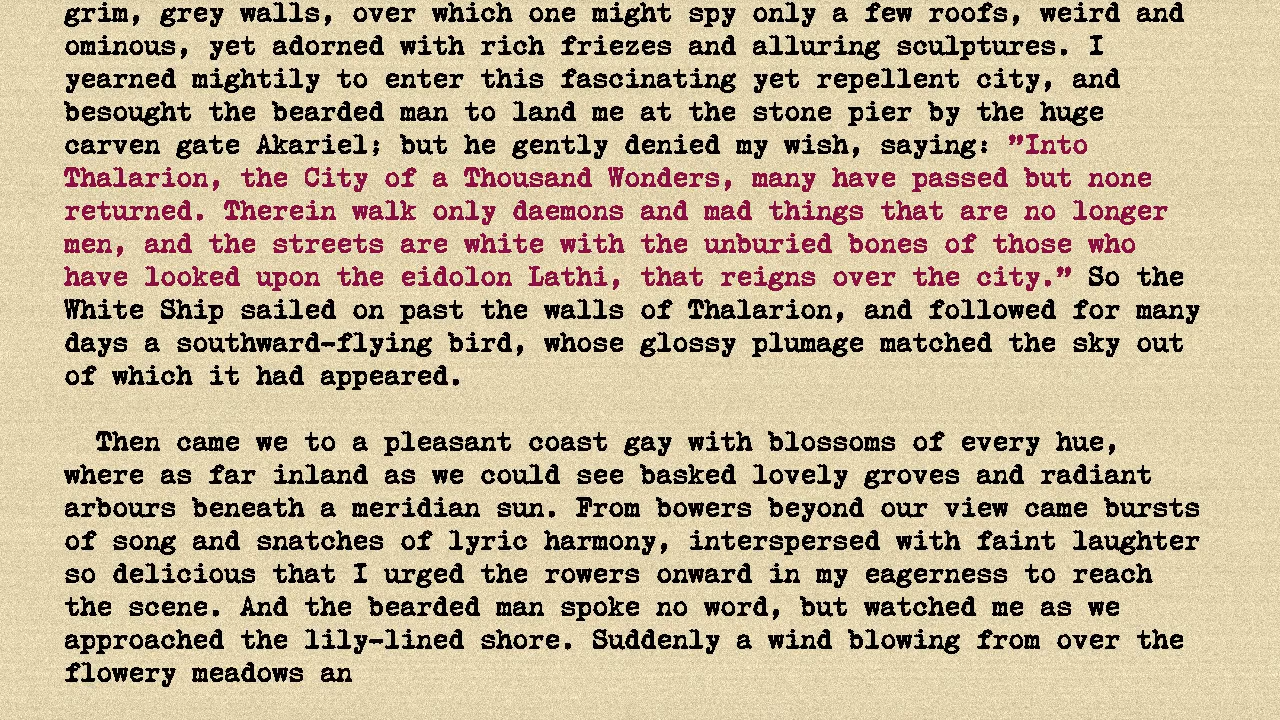 grim, grey walls, over which one might spy only a few roofs, weird and
ominous, yet adorned with rich friezes and alluring sculptures. I
yearned mightily to enter this fascinating yet repellent city, and
besought the bearded man to land me at the stone pier by the huge
carven gate Akariel; but he gently denied my wish, saying: ”Into
Thalarion, the City of a Thousand Wonders, many have passed but none
returned. Therein walk only daemons and mad things that are no longer
men, and the streets are white with the unburied bones of those who
have looked upon the eidolon Lathi, that reigns over the city.” So the
White Ship sailed on past the walls of Thalarion, and followed for many
days a southward-flying bird, whose glossy plumage matched the sky out
of which it had appeared.
Then came we to a pleasant coast gay with blossoms of every hue,
where as far inland as we could see basked lovely groves and radiant
arbours beneath a meridian sun. From bowers beyond our view came bursts
of song and snatches of lyric harmony, interspersed with faint laughter
so delicious that I urged the rowers onward in my eagerness to reach
the scene. And the bearded man spoke no word, but watched me as we
approached the lily-lined shore. Suddenly a wind blowing from over the
flowery meadows an